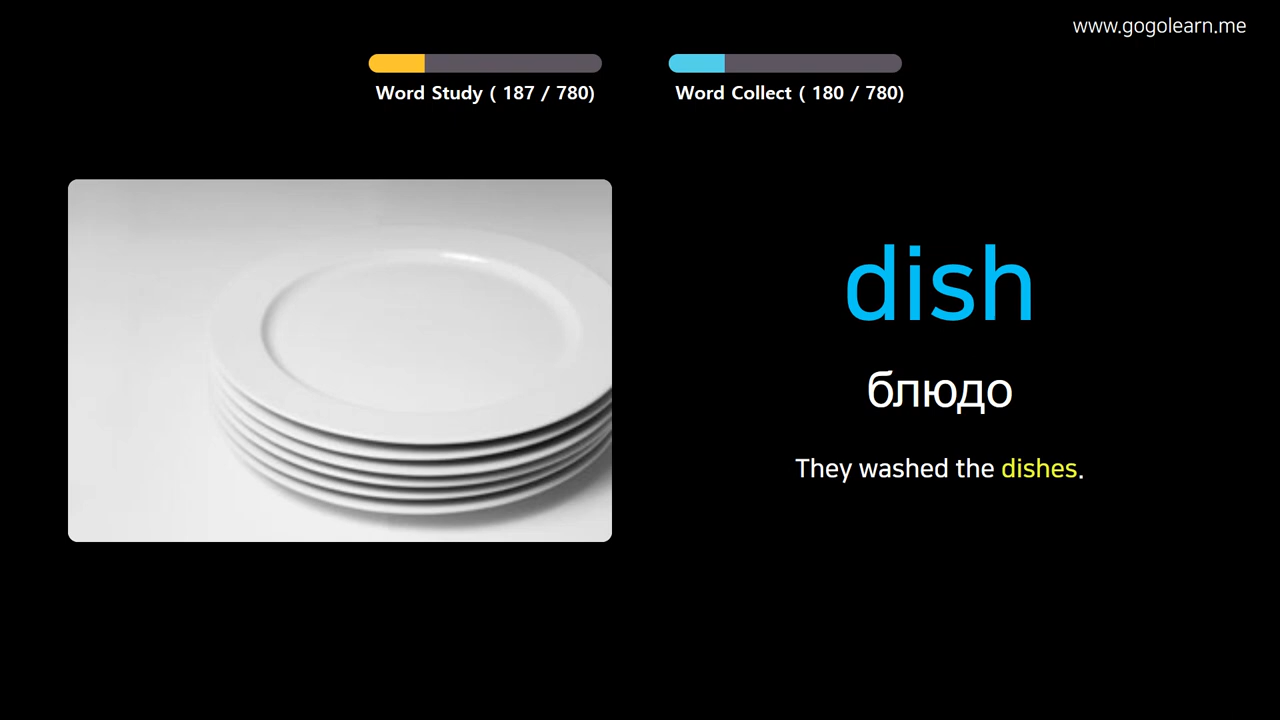 www.gogolearn.me
Word Study ( 187 / 780)
Word Collect ( 180 / 780)
dish
блюдо
They washed the dishes.